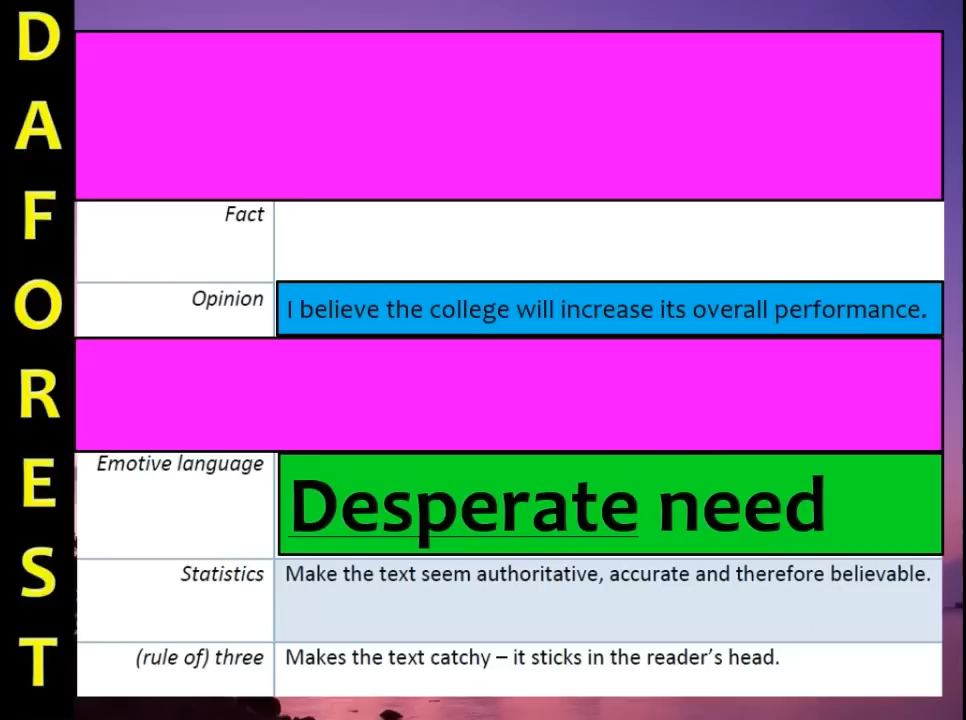 D
A
F
O
R
E
S
T
Fact
Opinion
I believe the college will increase its overall performance.
Emotive language
Desperate need
Statistics
Make the text seem authoritative, accurate and therefore believable.
(rule of) three
Makes the text catchy – it sticks in the reader’s head.